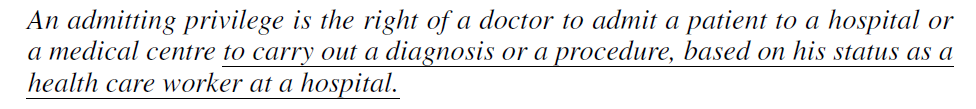 An admitting privilege is the right of a doctor to admit a patient to a hospital or
a medical centre to carry out a diagnosis or a procedure, based on his status as a
health care worker at a hospital.